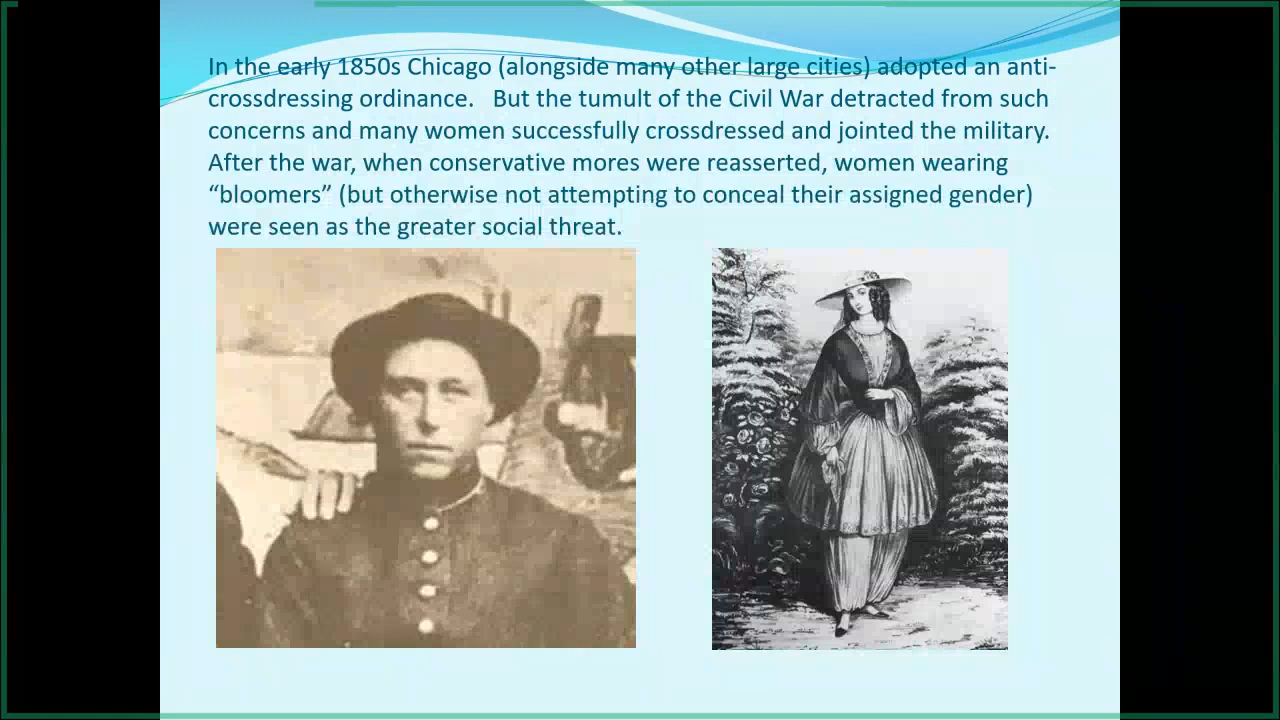 In the early 1850s Chicago (alongside many other large cities) adopted an anti-
crossdressing ordinance.   But the tumult of the Civil War detracted from such
concerns and many women successfully crossdressed and jointed the military.
After the war, when conservative mores were reasserted, women wearing
“bloomers” (but otherwise not attempting to conceal their assigned gender)
were seen as the greater social threat.